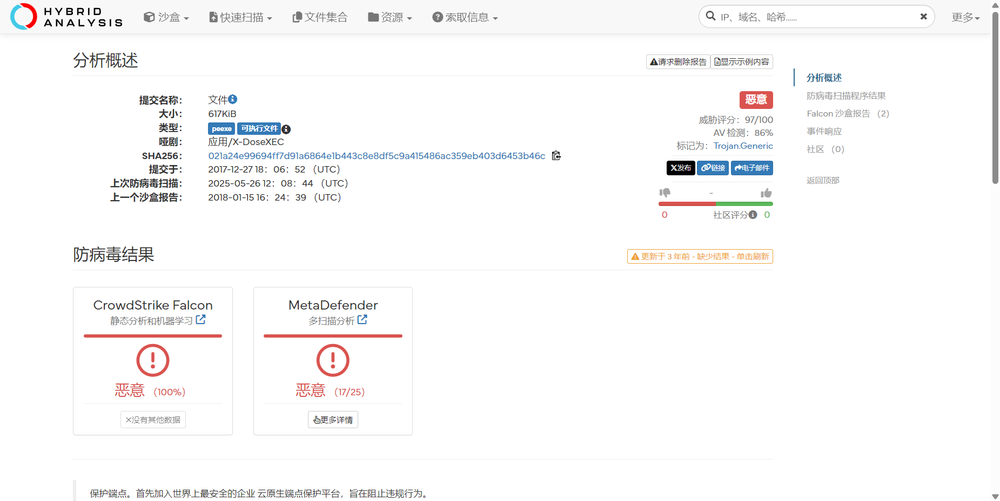 HYBRID
ANALYSIS
沙盒
快速扫描
文件集合
资源
索取信息
IP、域名、哈希......
更多
分析概述
请求删除报告
显示示例内容
提交名称：
文件
大小：
617KiB
类型：
peexe 可执行文件
哑剧：
应用/X-DoseXEC
SHA256：
021a24e99694ff7d91a6864e1b443c8e8df5c9a415486ac359eb403d6453b46c
提交于：
2017-12-27 18：06：52 （UTC）
上次防病毒扫描：
2025-05-26 12：08：44 （UTC）
上一个沙盒报告：
2018-01-15 16：24：39 （UTC）
恶意
威胁评分：97/100
AV 检测：86%
标记为：Trojan.Generic
X发布
链接
电子邮件
-
0
社区评分
0
分析概述
防病毒扫描程序结果
Falcon 沙盒报告 （2）
事件响应
社区 （0）
返回顶部
防病毒结果
更新于 3 年前 - 缺少结果 - 单击刷新
CrowdStrike Falcon
静态分析和机器学习
恶意 （100%）
×没有其他数据
MetaDefender
多扫描分析
恶意 （17/25）
更多详情
保护端点。首先加入世界上最安全的企业 云原生端点保护平台，旨在阻止违规行为。